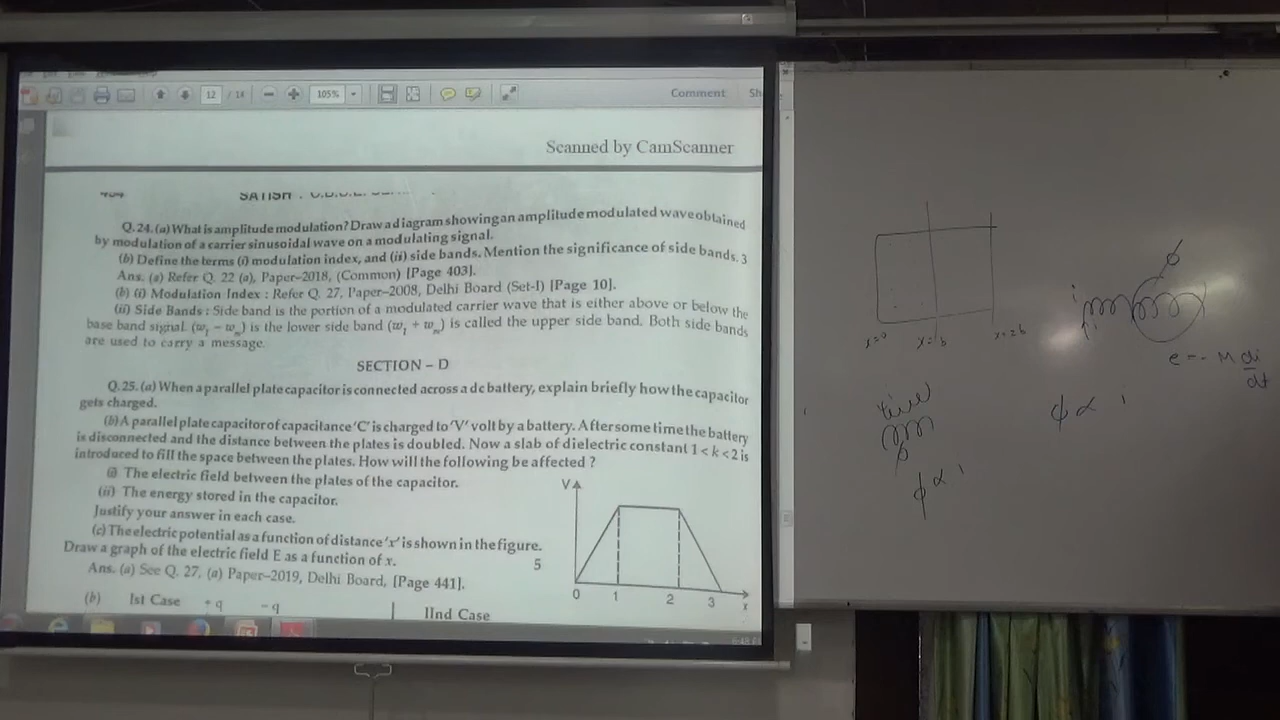 12 / 18
105%
Comment
Scanned by CamScanner
Q. 24. (a) What is amplitude modulation? Draw a diagram showing an amplitude modulated wave obtained
by modulation of a carrier sinusoidal wave on a modulating signal.
(b) Define the terms (i) modulation index, and (ii) side bands. Mention the significance of side bands. 3
Ans. (a) Refer Q. 22 (a), Paper–2018, (Common) [Page 403].
(b) (i) Modulation Index : Refer Q. 27, Paper–2008, Delhi Board (Set-I) [Page 10].
(ii) Side Bands : Side band is the portion of a modulated carrier wave that is either above or below the
base band signal. (w₁ – wₘ) is the lower side band (w₁ + wₘ) is called the upper side band. Both side bands
are used to carry a message.
SECTION – D
Q. 25. (a) When a parallel plate capacitor is connected across a dc battery, explain briefly how the capacitor
gets charged.
(b) A parallel plate capacitor of capacitance 'C' is charged to 'V' volt by a battery. After some time the battery
is disconnected and the distance between the plates is doubled. Now a slab of dielectric constant 1 < k < 2 is
introduced to fill the space between the plates. How will the following be affected ?
(i) The electric field between the plates of the capacitor.
(ii) The energy stored in the capacitor.
Justify your answer in each case.
(c) The electric potential as a function of distance 'x' is shown in the figure.
Draw a graph of the electric field E as a function of x. 5
Ans. (a) See Q. 27, (a) Paper–2019, Delhi Board, [Page 441].
(b) Ist Case + q – q IInd Case
V
0 1 2 3 x
x=0 x=b x=2b
i
ϕ
e = - M di/dt
ϕ ∝ i
ϕ ∝ i